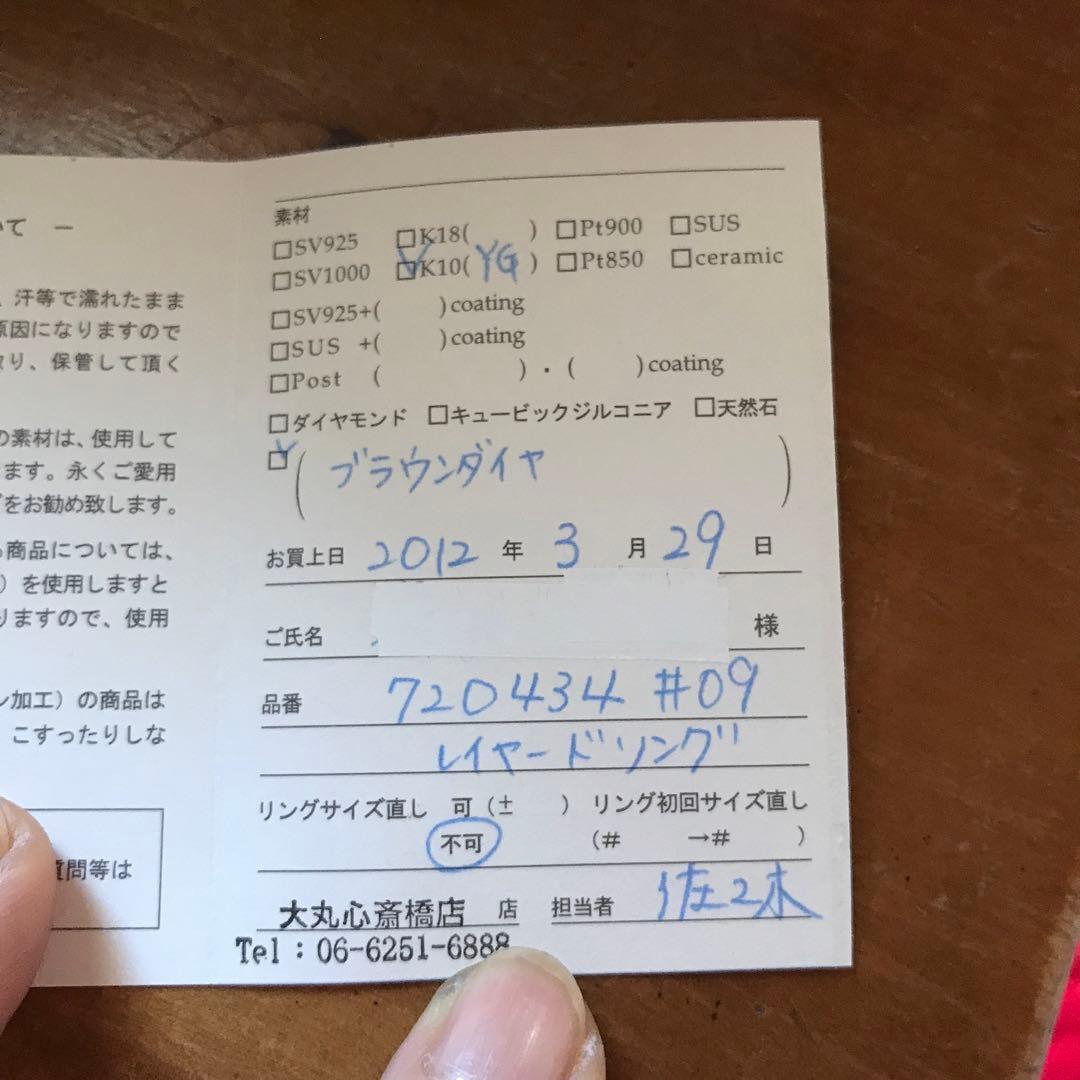 いて ー
、汗等で濡れたまま
原因になりますので
取り、保管して頂く
の素材は、使用して
ます。永くご愛用
をお勧め致します。
商品については、
）を使用しますと
りますので、使用
ン加工）の商品は
こすったりしな
質問等は
素材
□SV925 □K18( ) □Pt900 □SUS
□SV1000 ☑K10(YG) □Pt850 □ceramic
□SV925+( )coating
□SUS +( )coating
□Post ( )・( )coating
□ダイヤモンド □キュービックジルコニア □天然石
☑(ブラウンダイヤ)
お買上日 2012 年 3 月 29 日
ご氏名 様
品番 720434 #09
レイヤードリング
リングサイズ直し 可（± ） リング初回サイズ直し
不可 （# →# ）
大丸心斎橋店 店 担当者 佐々木
Tel：06-6251-6888